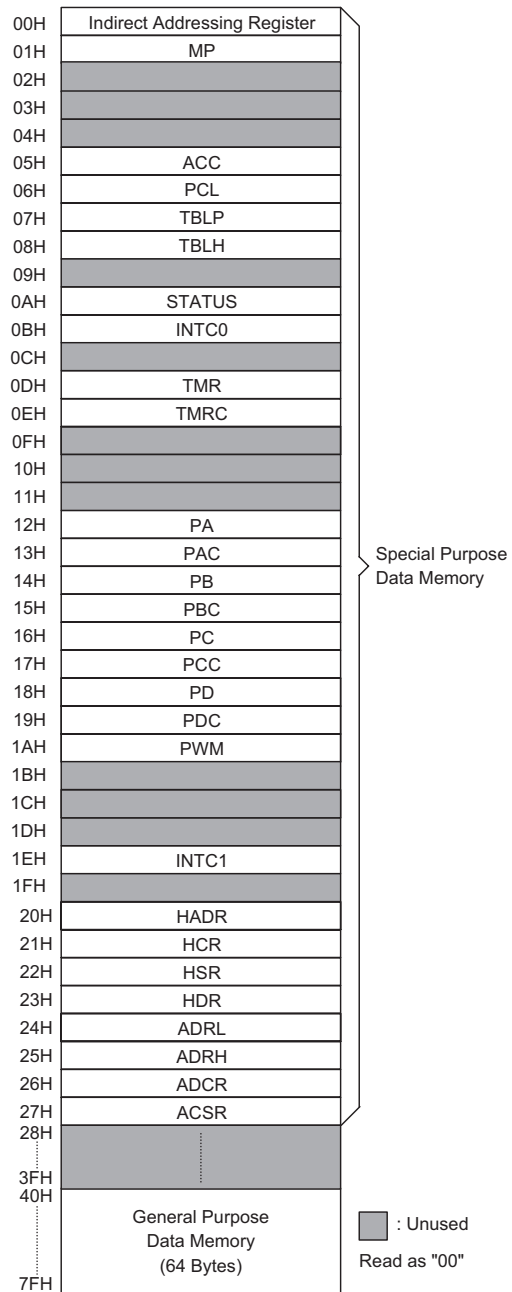 00H Indirect Addressing Register
01H MP
02H
03H
04H
05H ACC
06H PCL
07H TBLP
08H TBLH
09H
0AH STATUS
0BH INTC0
0CH
0DH TMR
0EH TMRC
0FH
10H
11H
12H PA
13H PAC
14H PB
15H PBC
16H PC
17H PCC
18H PD
19H PDC
1AH PWM
1BH
1CH
1DH
1EH INTC1
1FH
20H HADR
21H HCR
22H HSR
23H HDR
24H ADRL
25H ADRH
26H ADCR
27H ACSR
28H
3FH
40H
General Purpose
Data Memory
(64 Bytes)
7FH
Special Purpose
Data Memory
: Unused
Read as "00"